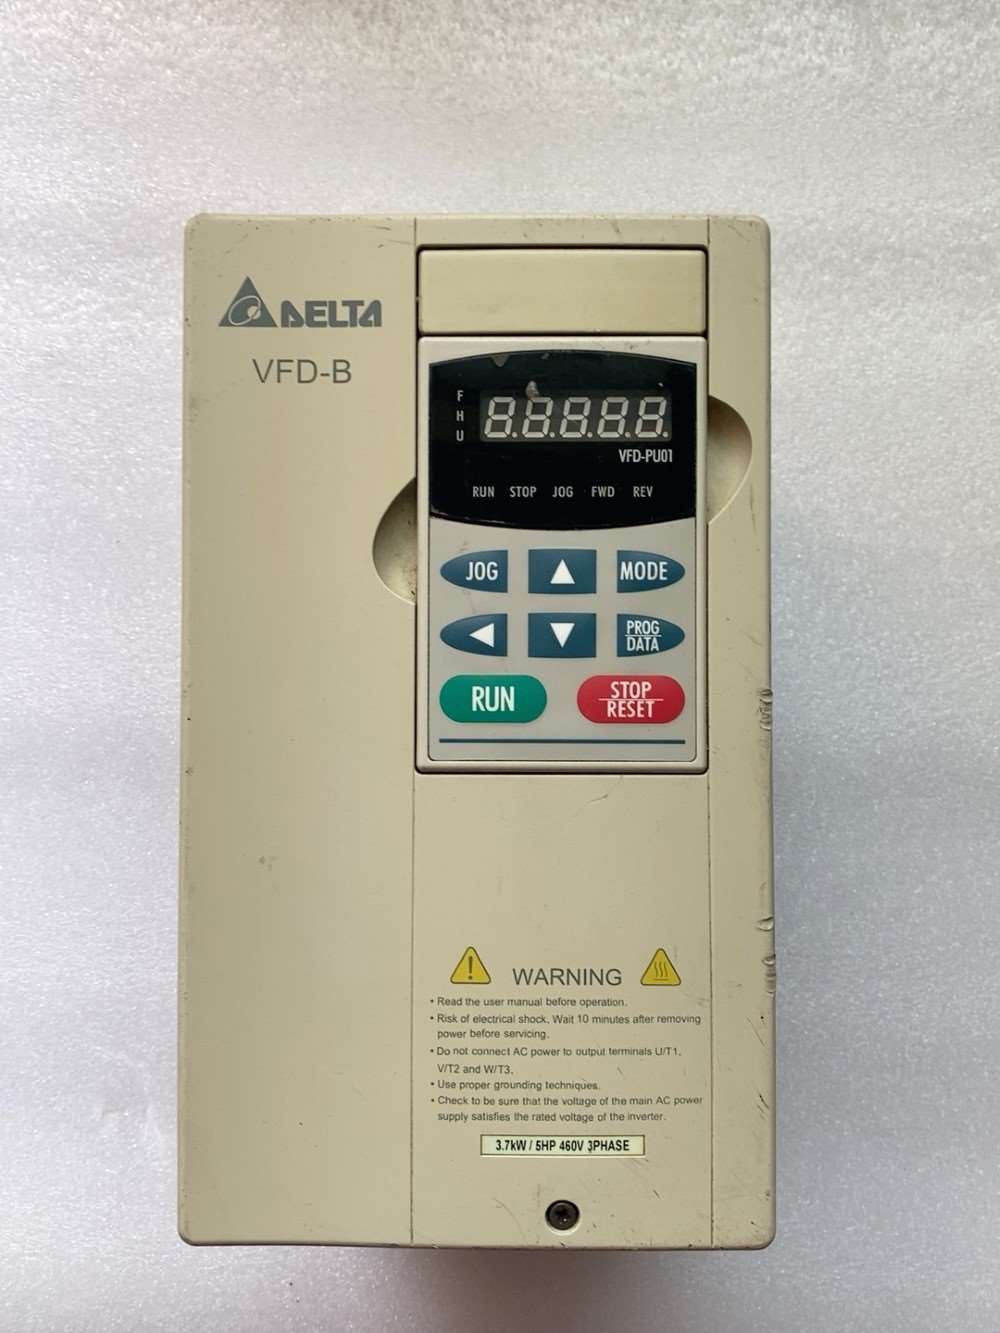 DELTA
VFD-B
F
H
U
8.8.8.8.8.
VFD-PU01
RUN STOP JOG FWD REV
JOG ▲ MODE
◀ ▼ PROG
DATA
RUN STOP
RESET
WARNING
• Read the user manual before operation.
• Risk of electrical shock. Wait 10 minutes after removing
power before servicing.
• Do not connect AC power to output terminals U/T1,
V/T2 and W/T3.
• Use proper grounding techniques.
• Check to be sure that the voltage of the main AC power
supply satisfies the rated voltage of the inverter.
3.7kW / 5HP 460V 3PHASE